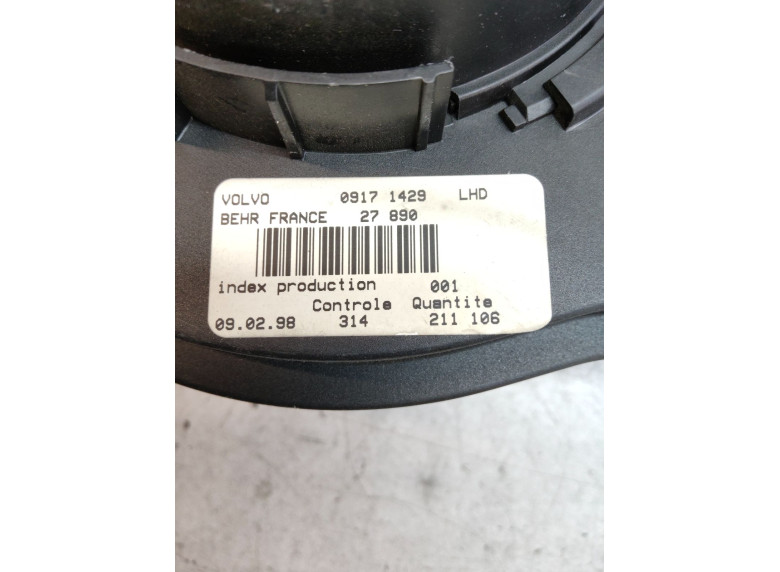 VOLVO 0917 1429 LHD
BEHR FRANCE 27 890
index production 001
Controle Quantite
09.02.98 314 211 106